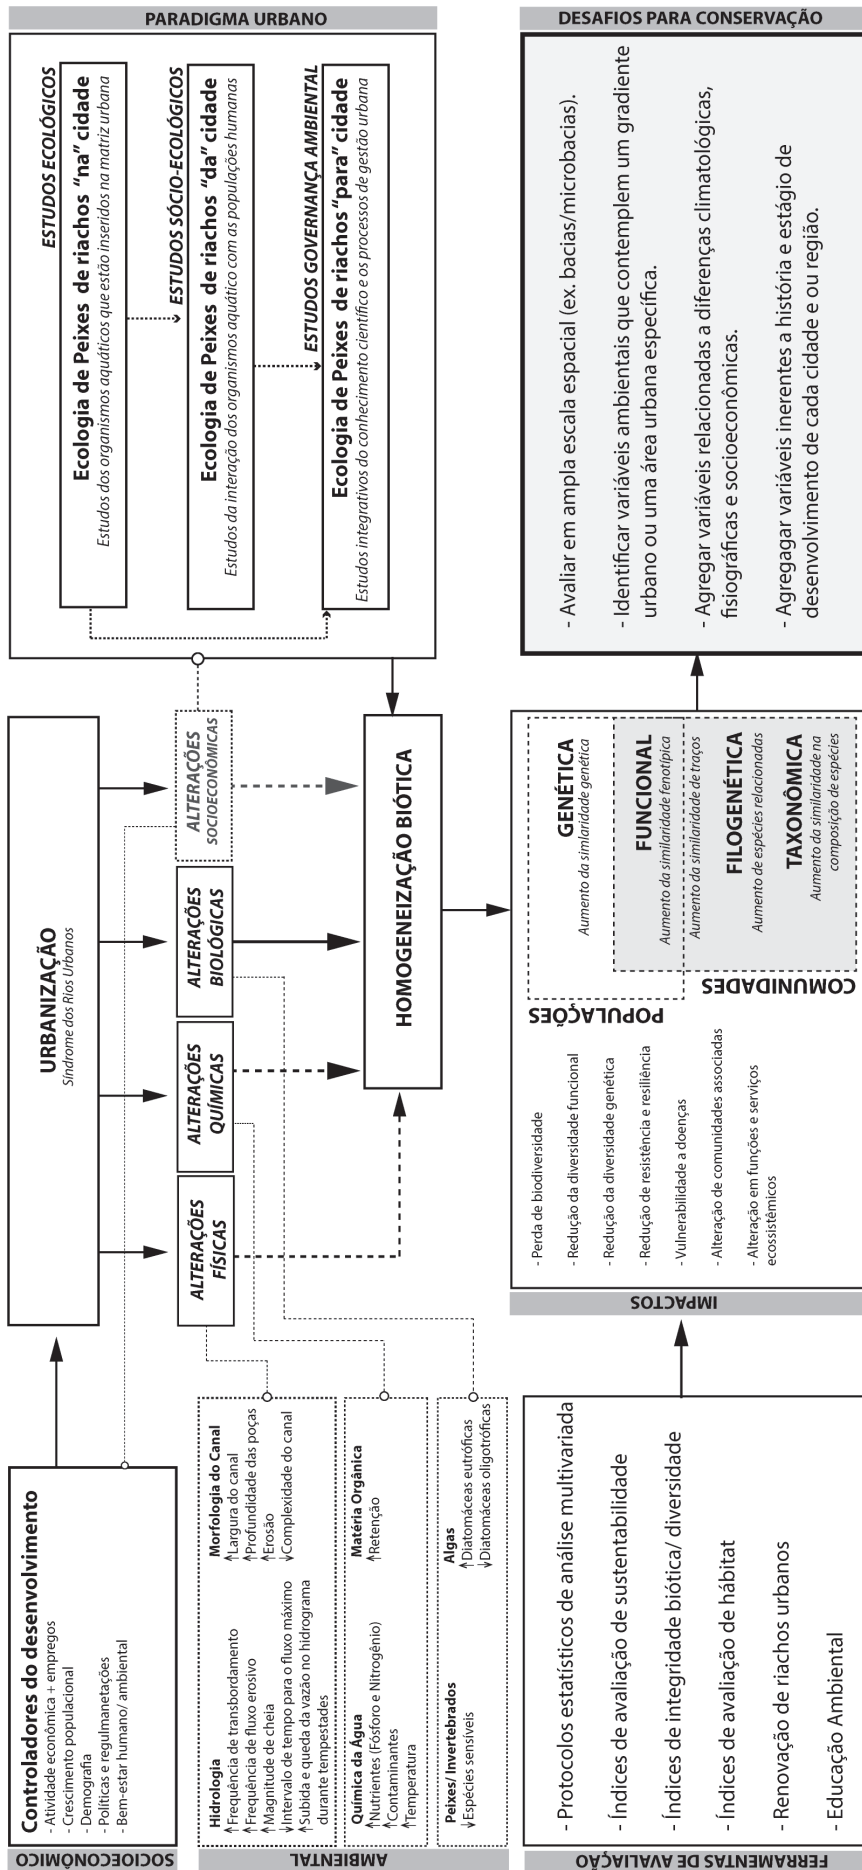 SOCIOECONÔMICO
Controladores do desenvolvimento
- Atividade econômica + empregos
- Crescimento populacional
- Demografia
- Políticas e regulmanetações
- Bem-estar humano/ ambiental
URBANIZAÇÃO
Síndrome dos Rios Urbanos
PARADIGMA URBANO
ESTUDOS ECOLÓGICOS
Ecologia de Peixes de riachos "na" cidade
Estudos dos organismos aquáticos que estão inseridos na matriz urbana
ESTUDOS SÓCIO-ECOLÓGICOS
Ecologia de Peixes de riachos "da" cidade
Estudos da interação dos organismos aquático com as populações humanas
ESTUDOS GOVERNANÇA AMBIENTAL
Ecologia de Peixes de riachos "para" cidade
Estudos integrativos do conhecimento científico e os processos de gestão urbana
ALTERAÇÕES
FÍSICAS
ALTERAÇÕES
QUÍMICAS
ALTERAÇÕES
BIOLÓGICAS
ALTERAÇÕES
SOCIOECONÔMICAS
AMBIENTAL
Hidrologia
↑Frequência de transbordamento
↑Frequência de fluxo erosivo
↑Magnitude de cheia
↓Intervalo de tempo para o fluxo máximo
↑Subida e queda da vazão no hidrograma
durante tempestades
Morfologia do Canal
↑Largura do canal
↑Profundidade das poças
↑Erosão
↓Complexidade do canal
Química da Água
↑Nutrientes (Fósforo e Nitrogênio)
↑Contaminantes
↑Temperatura
Matéria Orgânica
↑Retenção
Peixes/ Invertebrados
↓Espécies sensíveis
Algas
↑Diatomáceas eutróficas
↓Diatomáceas oligotróficas
HOMOGENEIZAÇÃO BIÓTICA
FERRAMENTAS DE AVALIAÇÃO
- Protocolos estatísticos de análise multivariada
- Índices de avaliação de sustentabilidade
- Índices de integridade biótica/ diversidade
- Índices de avaliação de hábitat
- Renovação de riachos urbanos
- Educação Ambiental
IMPACTOS
- Perda de biodiversidade
- Redução da diversidade funcional
- Redução da diversidade genética
- Redução de resistência e resiliência
- Vulnerabilidade a doenças
- Alteração de comunidades associadas
- Alteração em funções e serviços
ecossistêmicos
POPULAÇÕES
COMUNIDADES
GENÉTICA
Aumento da simlaridade genética
FUNCIONAL
Aumento da similaridade fenotípica
Aumento da similaridade de traços
FILOGENÉTICA
Aumento de espécies relacionadas
TAXONÔMICA
Aumento da similaridade na
composição de espécies
DESAFIOS PARA CONSERVAÇÃO
- Avaliar em ampla escala espacial (ex. bacias/microbacias).
- Identificar variáveis ambientais que contemplem um gradiente
urbano ou uma área urbana específica.
- Agregar variáveis relacionadas a diferenças climatológicas,
fisiográficas e socioeconômicas.
- Agregagar variáveis inerentes a história e estágio de
desenvolvimento de cada cidade e ou região.